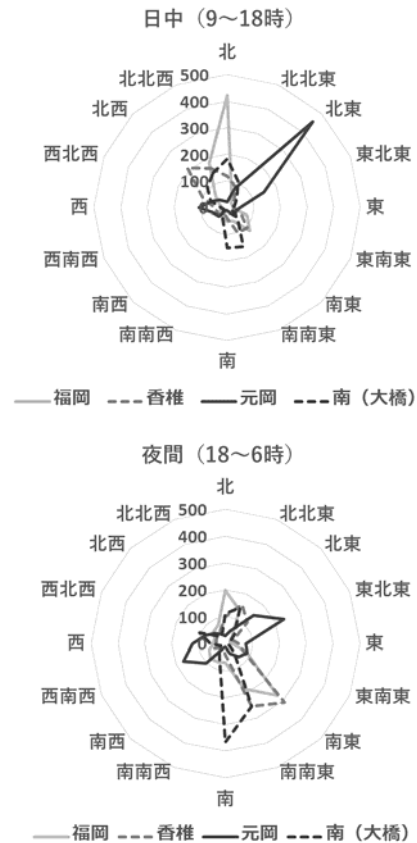 日中（9～18時）
北
北北西 500 北北東
北西 400 北東
300
西北西 200 東北東
100
西 東
西南西 東南東
南西 南東
南南西 南南東
南
福岡 香椎 元岡 南（大橋）
夜間（18～6時）
北
北北西 500 北北東
北西 400 北東
300
西北西 200 東北東
100
西 0 東
西南西 東南東
南西 南東
南南西 南南東
南
福岡 香椎 元岡 南（大橋）